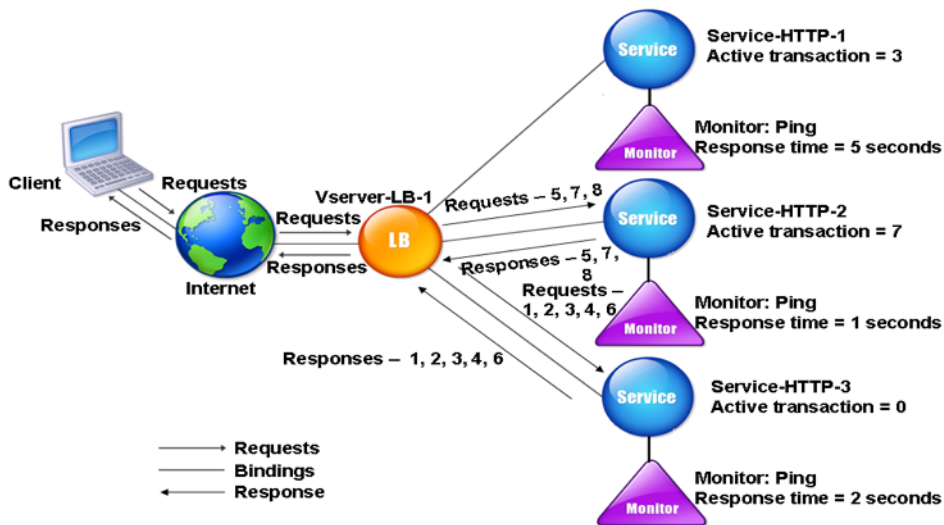 Service
Service-HTTP-1
Active transaction = 3
Monitor
Monitor: Ping
Response time = 5 seconds
Client
Requests
Responses
Internet
Vserver-LB-1
Requests
LB
Responses
Requests – 5, 7, 8
Service
Service-HTTP-2
Active transaction = 7
Responses – 5, 7,
8
Requests –
1, 2, 3, 4, 6
Monitor
Monitor: Ping
Response time = 1 seconds
Responses – 1, 2, 3, 4, 6
Service
Service-HTTP-3
Active transaction = 0
Requests
Bindings
Response
Monitor
Monitor: Ping
Response time = 2 seconds